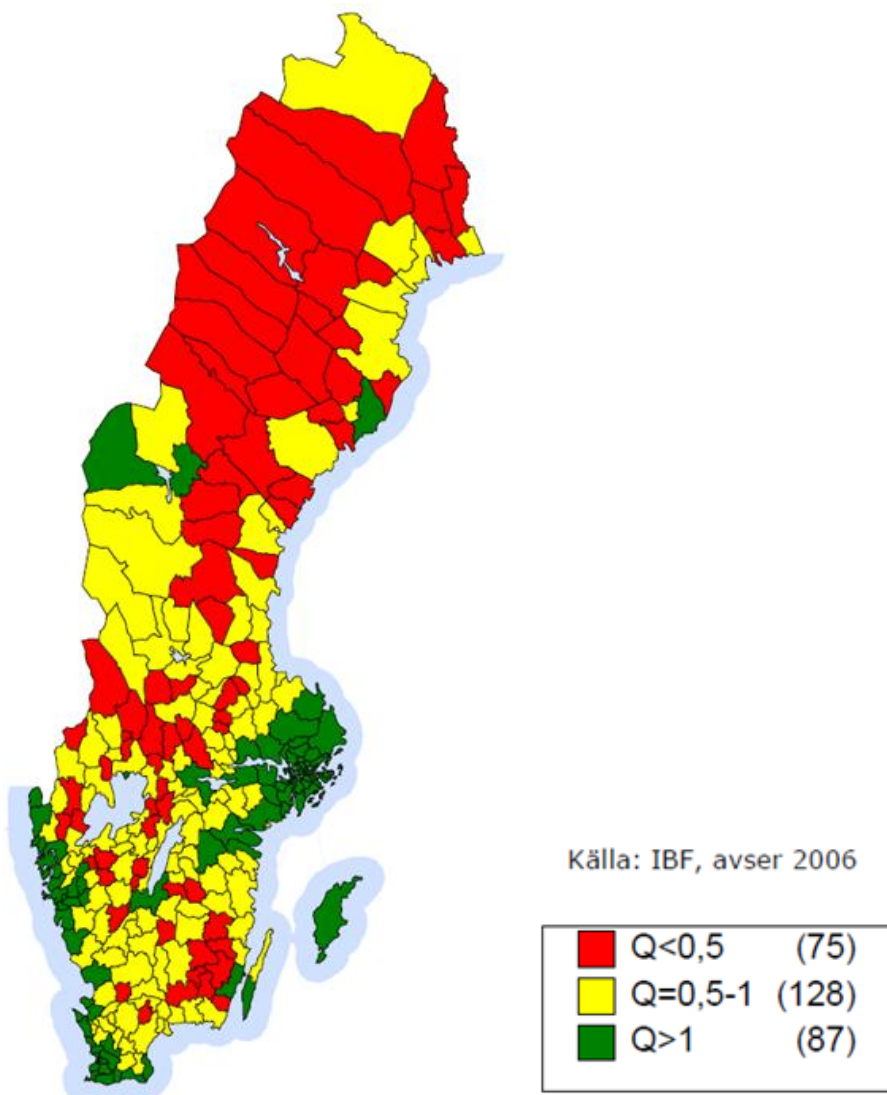 Källa: IBF, avser 2006
Q<0,5 (75)
Q=0,5-1 (128)
Q>1 (87)